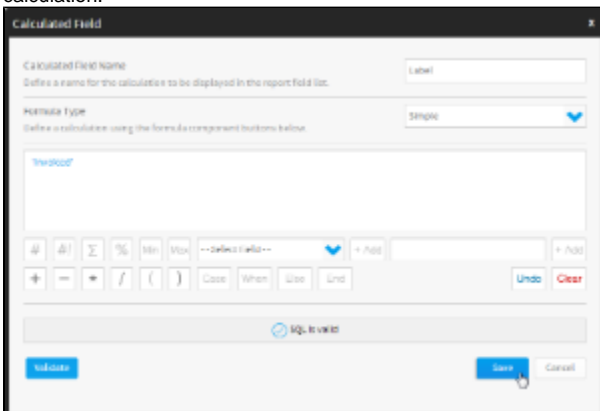 calculation.
Calculated Field
x
Calculated Field Name
Label
Define a name for the calculation to be displayed in the report field list.
Formula Type
Simple
Define a calculation using the formula component buttons below.
"Invoiced"
# #! Σ % Min Max --Select Field-- + Add + Add
+ − * / ( ) Case When Else End Undo Clear
SQL is valid
Validate Save Cancel